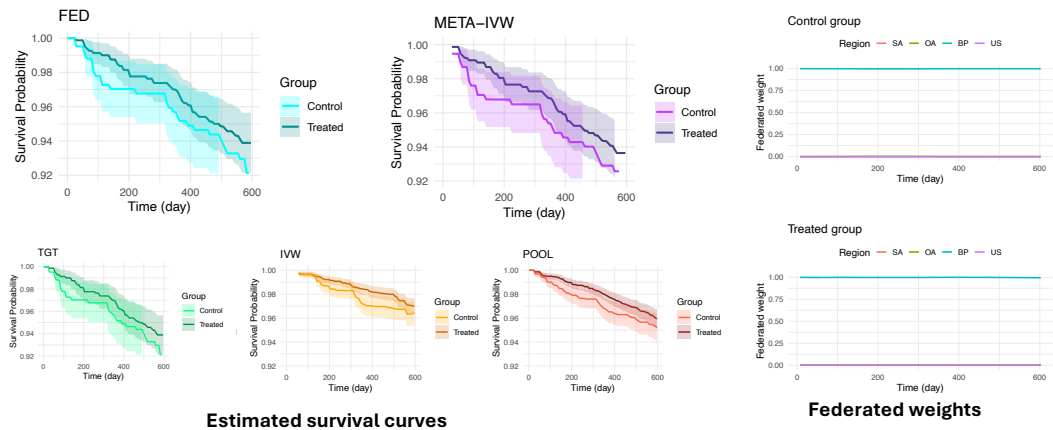 FED
Survival Probability
1.00
0.98
0.96
0.94
0.92
0
200
400
600
Time (day)
Group
Control
Treated
META−IVW
Survival Probability
1.00
0.98
0.96
0.94
0.92
0
200
400
600
Time (day)
Group
Control
Treated
TGT
Survival Probability
1.00
0.98
0.96
0.94
0.92
0
200
400
600
Time (day)
Group
Control
Treated
IVW
Survival Probability
1.00
0.98
0.96
0.94
0.92
0
200
400
600
Time (day)
Group
Control
Treated
POOL
Survival Probability
1.00
0.98
0.96
0.94
0.92
0
200
400
600
Time (day)
Group
Control
Treated
Estimated survival curves
Control group
Region SA OA BP US
Federated weight
1.00
0.75
0.50
0.25
0.00
0
200
400
600
Time (day)
Treated group
Region SA OA BP US
Federated weight
1.00
0.75
0.50
0.25
0.00
0
200
400
600
Time (day)
Federated weights